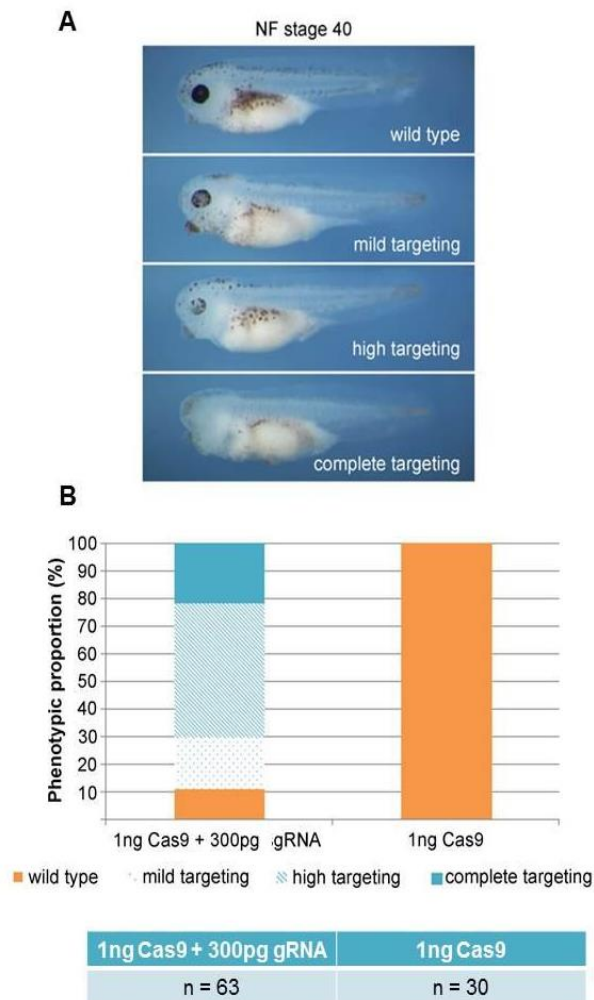 A
NF stage 40
wild type
mild targeting
high targeting
complete targeting
B
Phenotypic proportion (%)
100
90
80
70
60
50
40
30
20
10
1ng Cas9 + 300pg gRNA
1ng Cas9
wild type mild targeting high targeting complete targeting
1ng Cas9 + 300pg gRNA 1ng Cas9
n = 63 n = 30